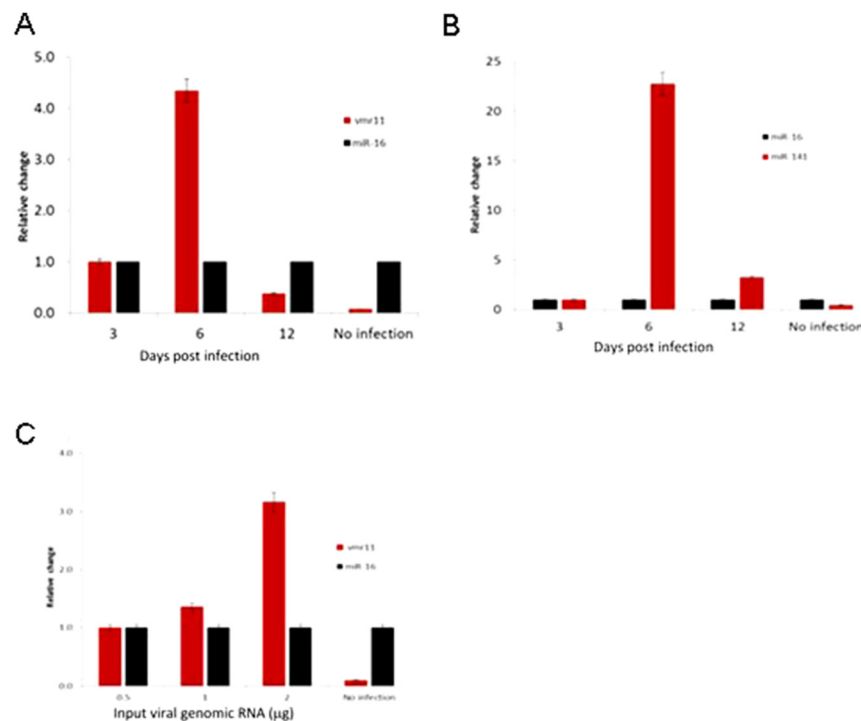 A
5.0
4.0
3.0
2.0
1.0
0.0
Relative change
vmr11
miR-16
3 6 12 No infection
Days post infection
B
25
20
15
10
5
0
Relative change
miR 16
miR 141
3 6 12 No infection
Days post infection
C
4.0
3.0
2.0
1.0
0.0
Relative change
vmr11
miR 16
0.5 1 2 No infection
Input viral genomic RNA (µg)